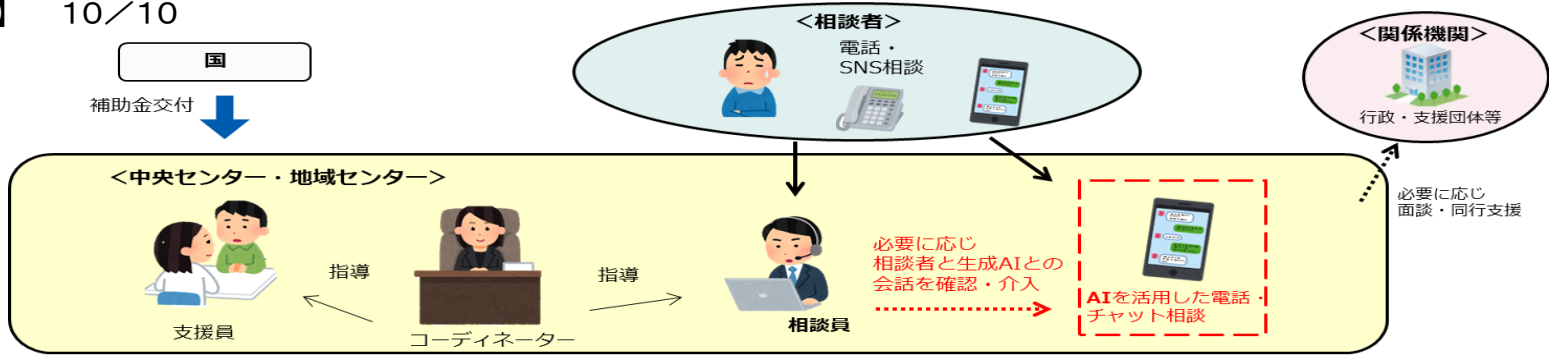 】 10／10
国
補助金交付
＜相談者＞
電話・
SNS相談
＜関係機関＞
行政・支援団体等
＜中央センター・地域センター＞
支援員
指導
コーディネーター
指導
相談員
必要に応じ
相談者と生成AIとの
会話を確認・介入
AIを活用した電話・
チャット相談
必要に応じ
面談・同行支援